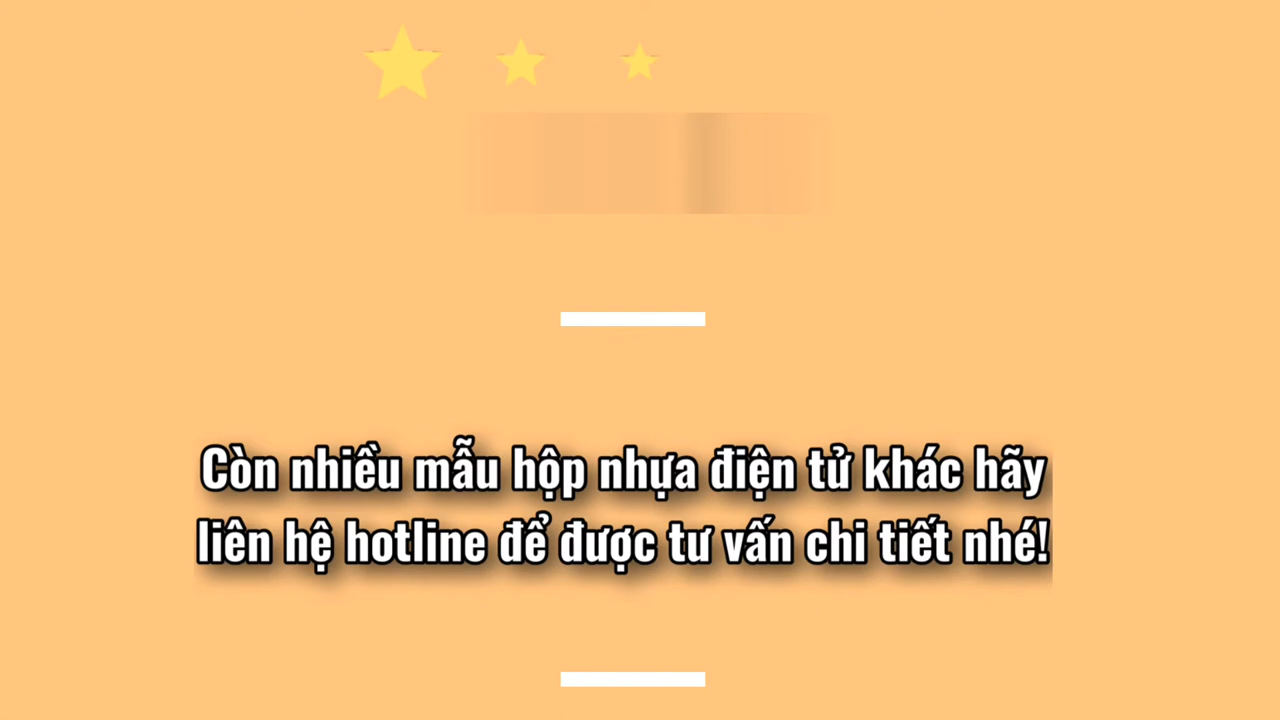 Còn nhiều mẫu hộp nhựa điện tử khác hãy
liên hệ hotline để được tư vấn chi tiết nhé!